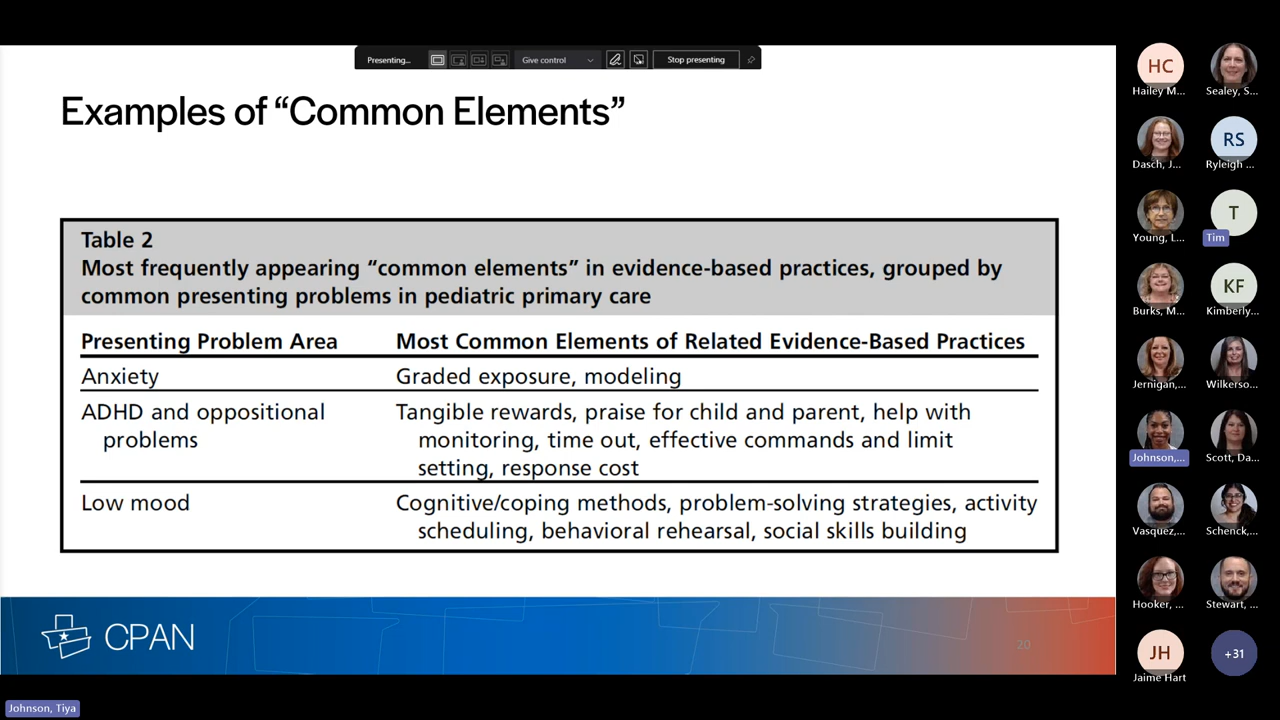 Presenting...
Give control
Stop presenting
Examples of “Common Elements”
Table 2
Most frequently appearing “common elements” in evidence-based practices, grouped by
common presenting problems in pediatric primary care
Presenting Problem Area Most Common Elements of Related Evidence-Based Practices
Anxiety Graded exposure, modeling
ADHD and oppositional Tangible rewards, praise for child and parent, help with
problems monitoring, time out, effective commands and limit
setting, response cost
Low mood Cognitive/coping methods, problem-solving strategies, activity
scheduling, behavioral rehearsal, social skills building
CPAN
20
HC
Hailey M...
Sealey, S...
Dasch, J...
RS
Ryleigh ...
Young, L...
T
Tim
Burks, M...
KF
Kimberly...
Jernigan,...
Wilkerso...
Johnson,...
Scott, Da...
Vasquez,...
Schenck,...
Hooker, ...
Stewart, ...
JH
Jaime Hart
+31
Johnson, Tiya